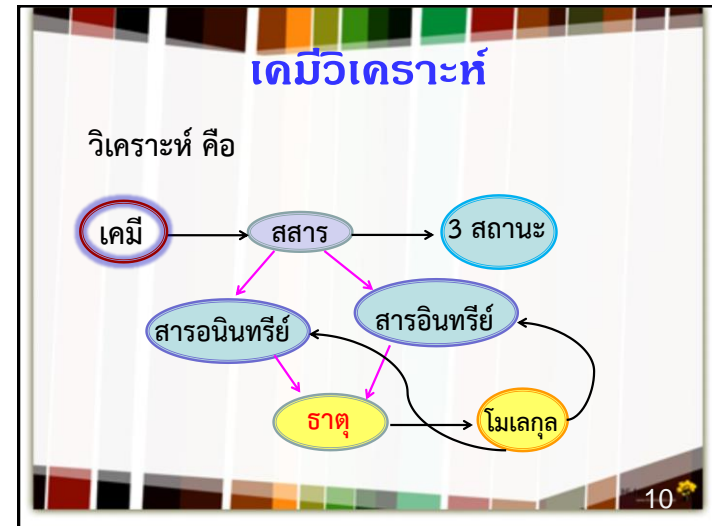 เคมีวิเคราะห์
วิเคราะห์ คือ
เคมี
สสาร
3 สถานะ
สารอนินทรีย์
สารอินทรีย์
ธาตุ
โมเลกุล
10